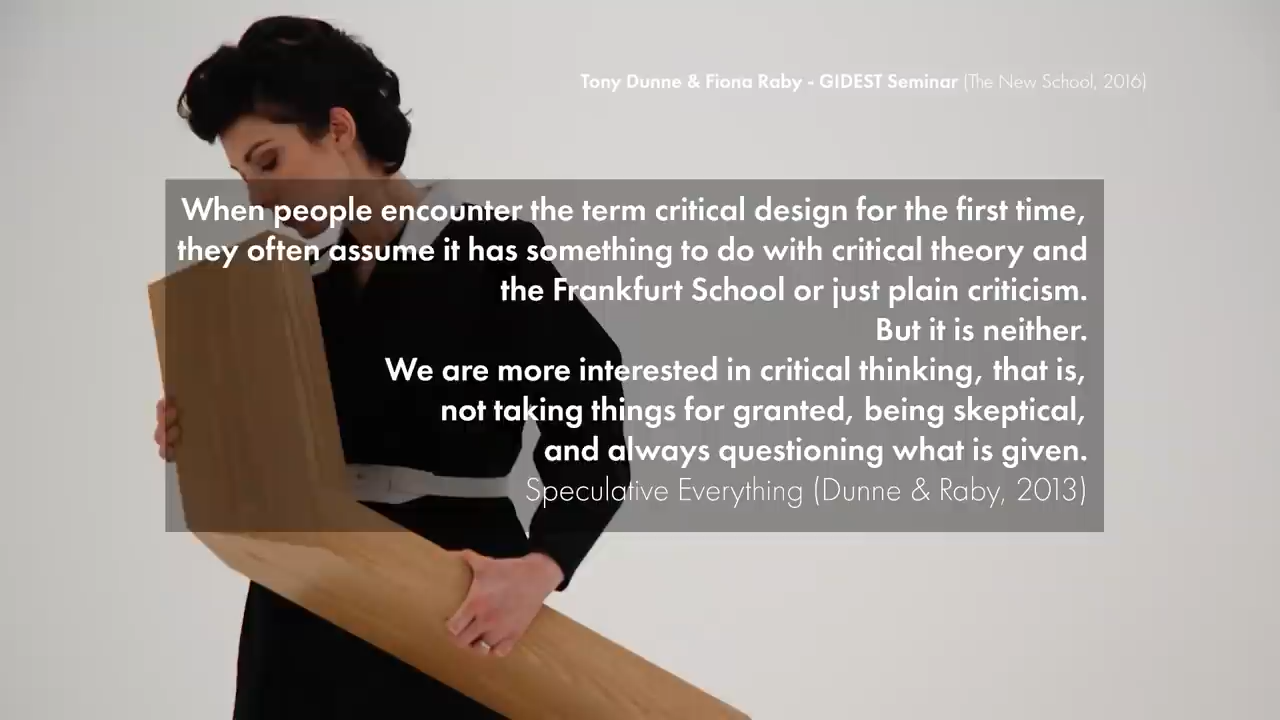 Tony Dunne & Fiona Raby - GIDEST Seminar (The New School, 2016)
When people encounter the term critical design for the first time,
they often assume it has something to do with critical theory and
the Frankfurt School or just plain criticism.
But it is neither.
We are more interested in critical thinking, that is,
not taking things for granted, being skeptical,
and always questioning what is given.
Speculative Everything (Dunne & Raby, 2013)